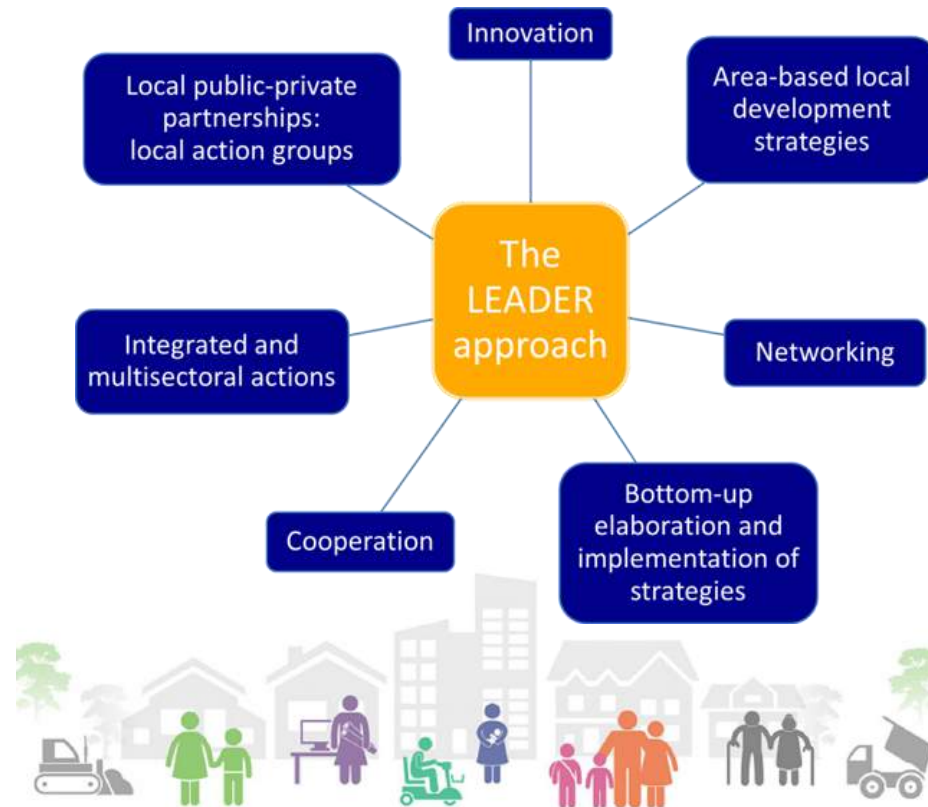 Innovation
Local public-private
partnerships:
local action groups
Area-based local
development
strategies
The
LEADER
approach
Integrated and
multisectoral actions
Networking
Cooperation
Bottom-up
elaboration and
implementation of
strategies